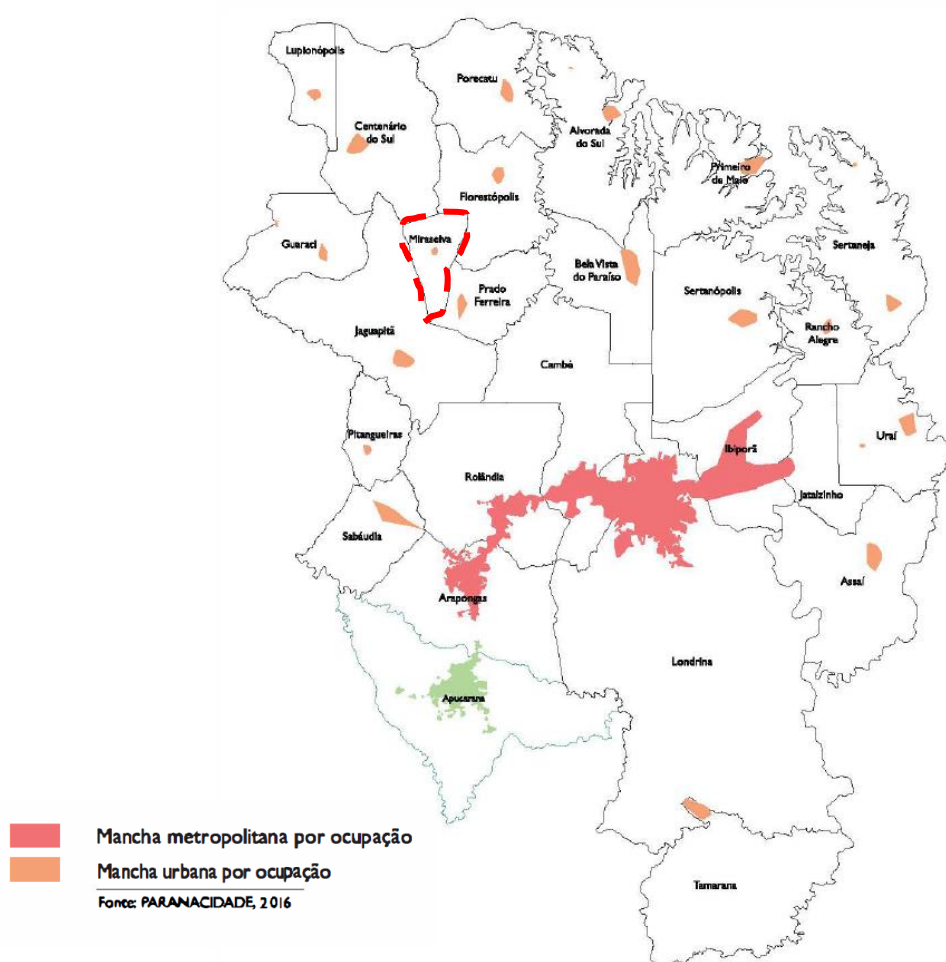 Lupionópolis
Porecatu
Centenário
do Sul
Alvorada
do Sul
Primeiro
de Maio
Florestópolis
Miraselva
Guaraci
Sertaneja
Bela Vista
do Paraíso
Prado
Ferreira
Sertanópolis
Jaguapitã
Rancho
Alegre
Cambé
Pitangueiras
Uraí
Ibiporã
Rolândia
Jataizinho
Sabáudia
Assaí
Arapongas
Londrina
Apucarana
Mancha metropolitana por ocupação
Mancha urbana por ocupação
Fonte: PARANACIDADE, 2016
Tamarana